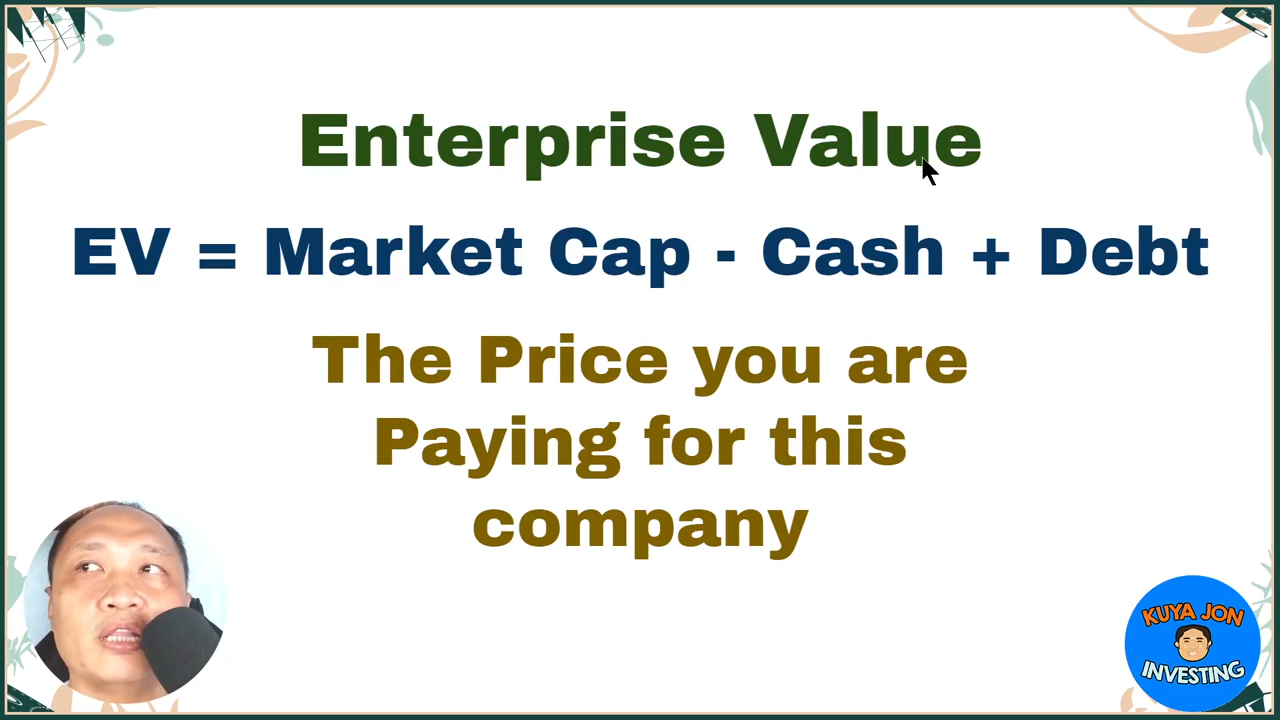 Enterprise Value
EV = Market Cap - Cash + Debt
The Price you are
Paying for this
company
KUYA JON
INVESTING